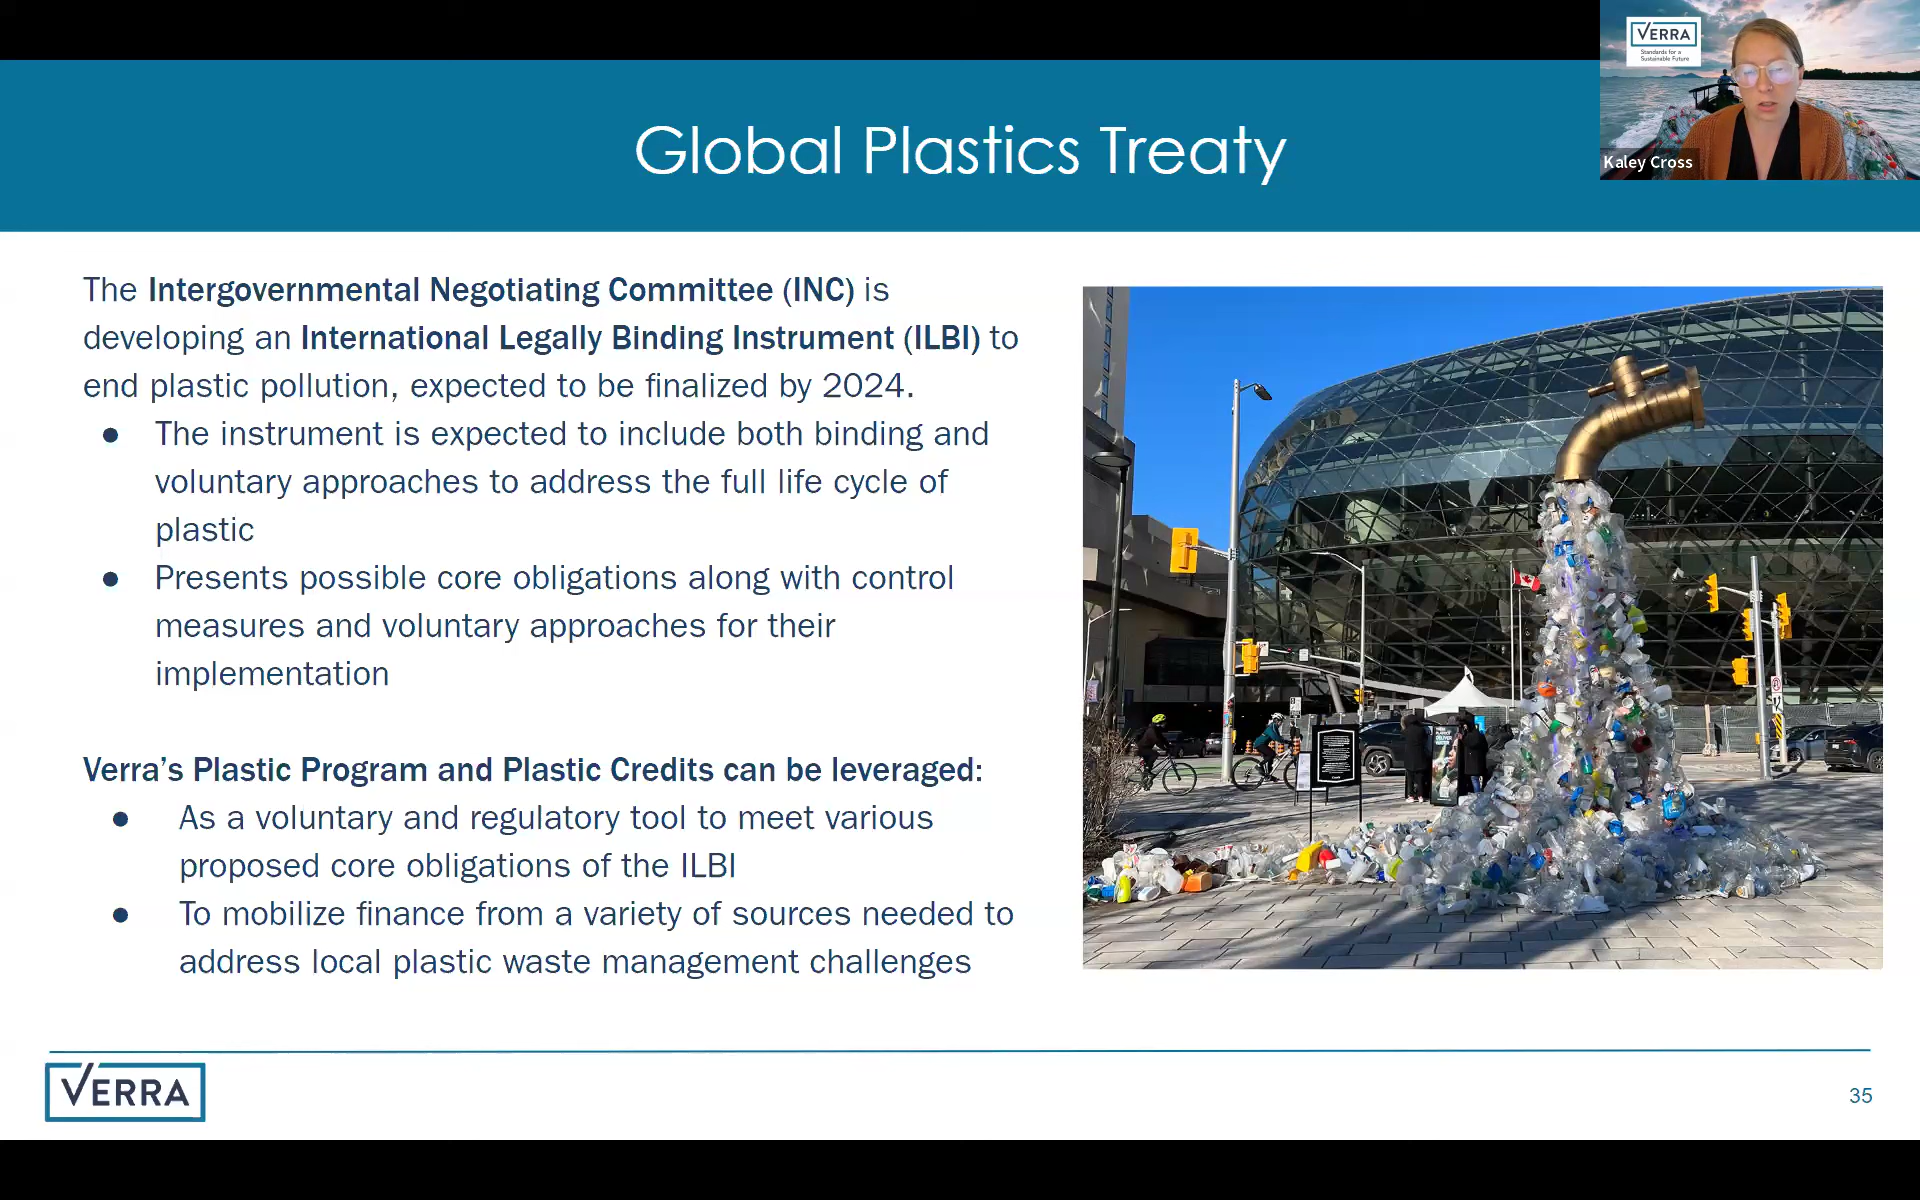 VERRA
Standards for a
Sustainable Future
Kaley Cross
Global Plastics Treaty
The Intergovernmental Negotiating Committee (INC) is
developing an International Legally Binding Instrument (ILBI) to
end plastic pollution, expected to be finalized by 2024.
● The instrument is expected to include both binding and
voluntary approaches to address the full life cycle of
plastic
● Presents possible core obligations along with control
measures and voluntary approaches for their
implementation
Verra’s Plastic Program and Plastic Credits can be leveraged:
● As a voluntary and regulatory tool to meet various
proposed core obligations of the ILBI
● To mobilize finance from a variety of sources needed to
address local plastic waste management challenges
VERRA
35